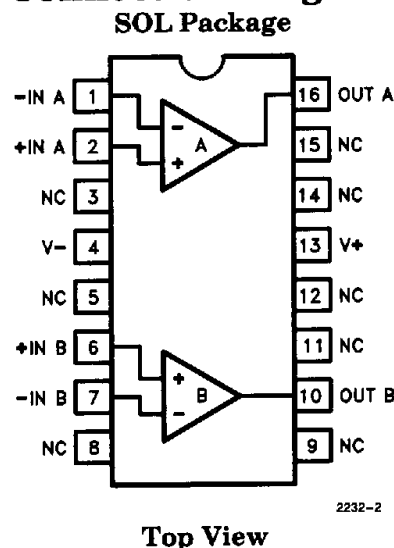 SOL Package
-IN A 1 16 OUT A
- A
+IN A 2 15 NC
+
NC 3 14 NC
V- 4 13 V+
NC 5 12 NC
+IN B 6 11 NC
+
-IN B 7 B 10 OUT B
-
NC 8 9 NC
2232-2
Top View